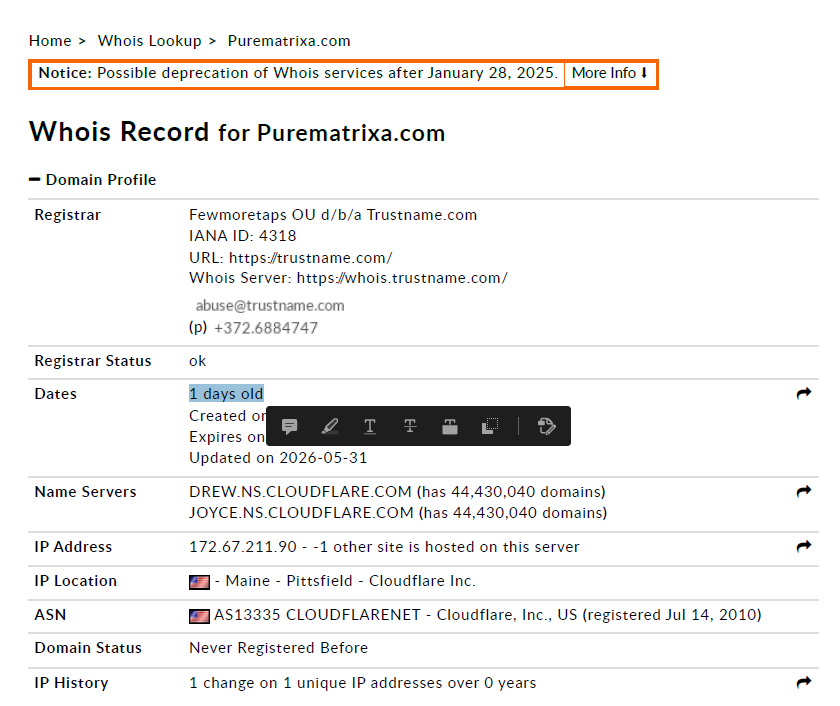 Home > Whois Lookup > Purematrixa.com
Notice: Possible deprecation of Whois services after January 28, 2025. More Info ⬇
Whois Record for Purematrixa.com
− Domain Profile
Registrar Fewmoretaps OU d/b/a Trustname.com
IANA ID: 4318
URL: https://trustname.com/
Whois Server: https://whois.trustname.com/
abuse@trustname.com
(p) +372.6884747
Registrar Status ok
Dates 1 days old
Created on
Expires on
Updated on 2026-05-31
Name Servers DREW.NS.CLOUDFLARE.COM (has 44,430,040 domains)
JOYCE.NS.CLOUDFLARE.COM (has 44,430,040 domains)
IP Address 172.67.211.90 - -1 other site is hosted on this server
IP Location - Maine - Pittsfield - Cloudflare Inc.
ASN AS13335 CLOUDFLARENET - Cloudflare, Inc., US (registered Jul 14, 2010)
Domain Status Never Registered Before
IP History 1 change on 1 unique IP addresses over 0 years